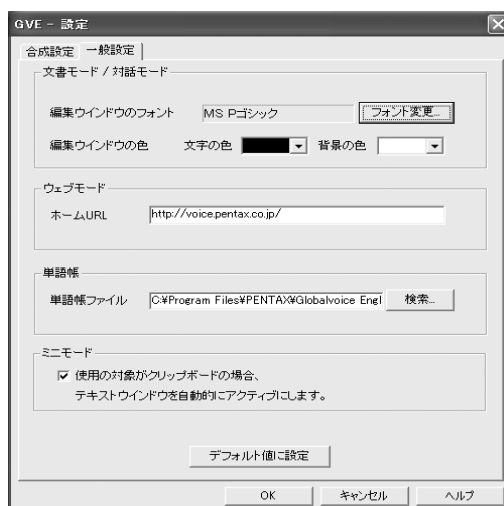 GVE - 設定
合成設定 一般設定
文書モード / 対話モード
編集ウインドウのフォント MS Pゴシック フォント変更...
編集ウインドウの色 文字の色 背景の色
ウェブモード
ホームURL http://voice.pentax.co.jp/
単語帳
単語帳ファイル C:¥Program Files¥PENTAX¥Globalvoice Engl 検索...
ミニモード
使用の対象がクリップボードの場合、
テキストウインドウを自動的にアクティブにします。
デフォルト値に設定
OK キャンセル ヘルプ